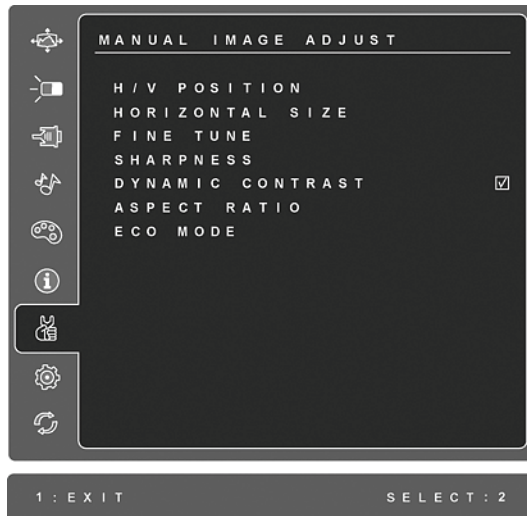 MANUAL IMAGE ADJUST
H/V POSITION
HORIZONTAL SIZE
FINE TUNE
SHARPNESS
DYNAMIC CONTRAST
ASPECT RATIO
ECO MODE
1:EXIT SELECT:2